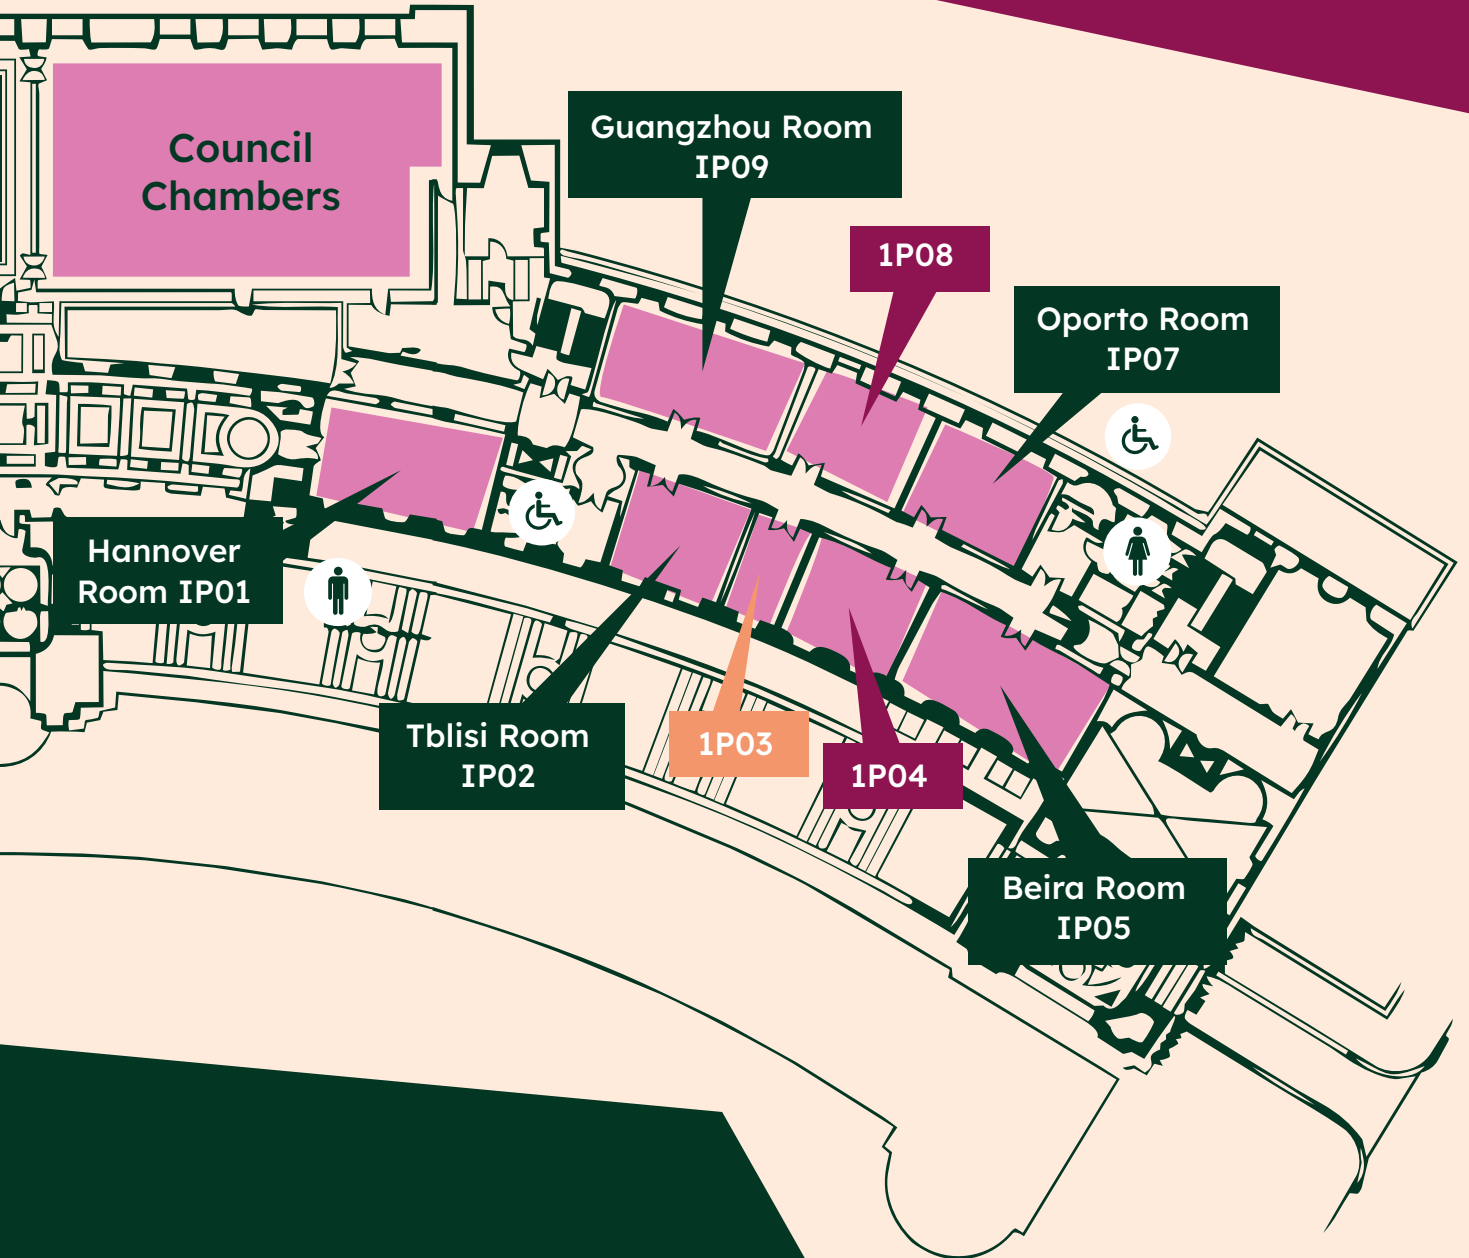 Council
Chambers
Guangzhou Room
IP09
1P08
Oporto Room
IP07
Hannover
Room IP01
Tblisi Room
IP02
1P03
1P04
Beira Room
IP05